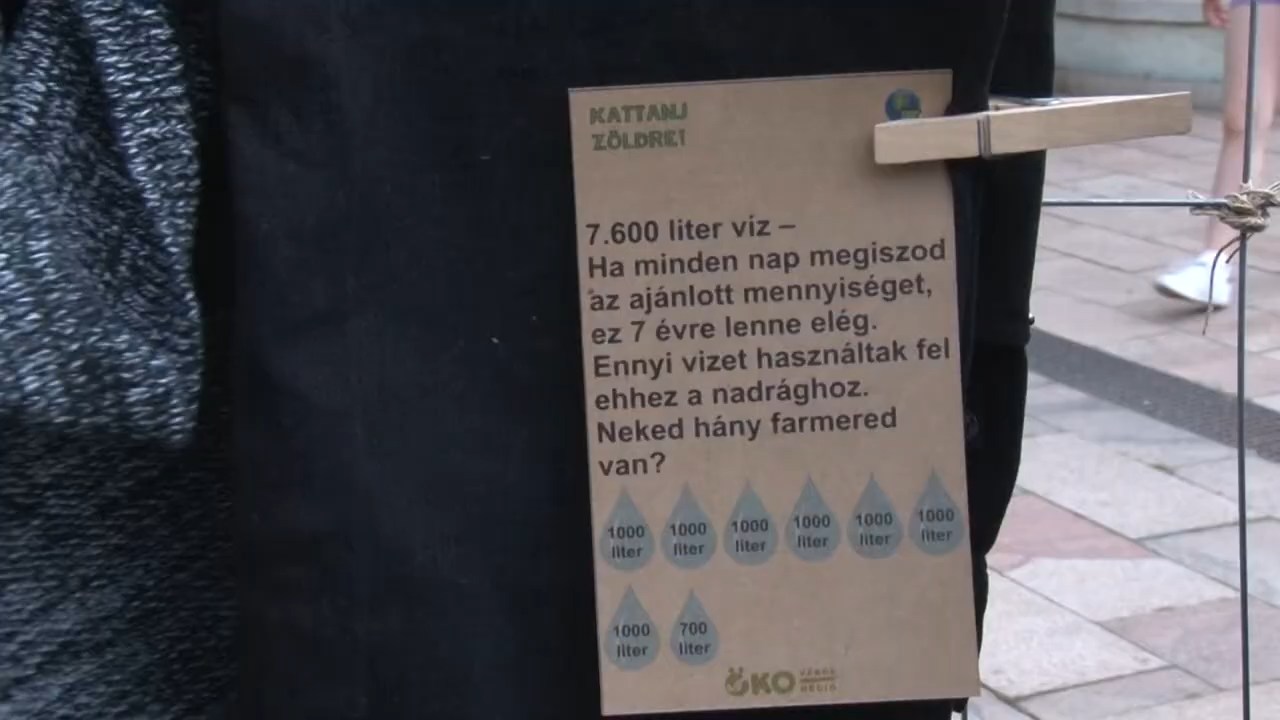 KATTANJ
ZÖLDRE!
7.600 liter víz –
Ha minden nap megiszod
az ajánlott mennyiséget,
ez 7 évre lenne elég.
Ennyi vizet használtak fel
ehhez a nadrághoz.
Neked hány farmered
van?
1000 1000 1000 1000 1000 1000
liter liter liter liter liter liter
1000 700
liter liter
ÖKO VÁROS RÉGIÓ